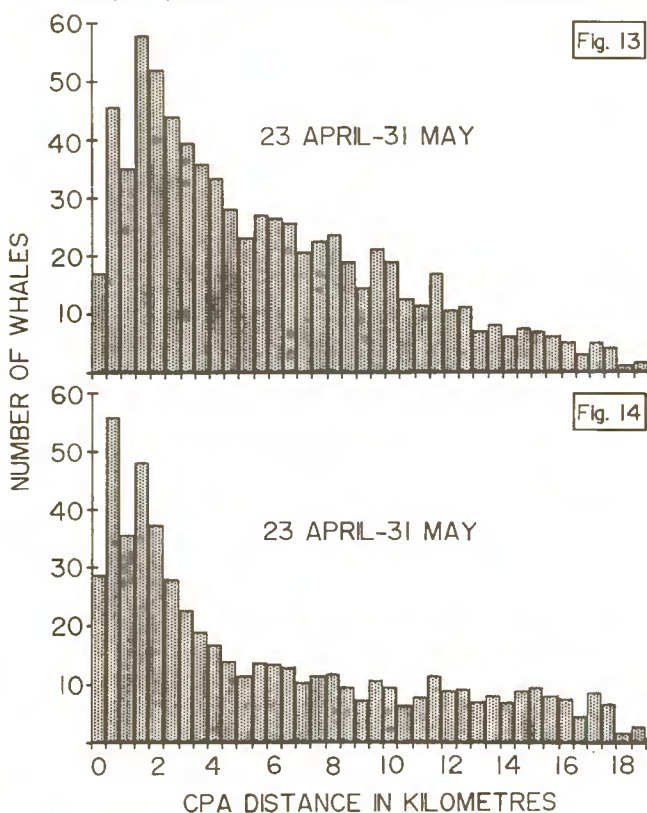 60
50
40
30
20
10
Fig. 13
23 APRIL-31 MAY
NUMBER OF WHALES
60
50
40
30
20
10
Fig. 14
23 APRIL-31 MAY
0 2 4 6 8 10 12 14 16 18
CPA DISTANCE IN KILOMETRES